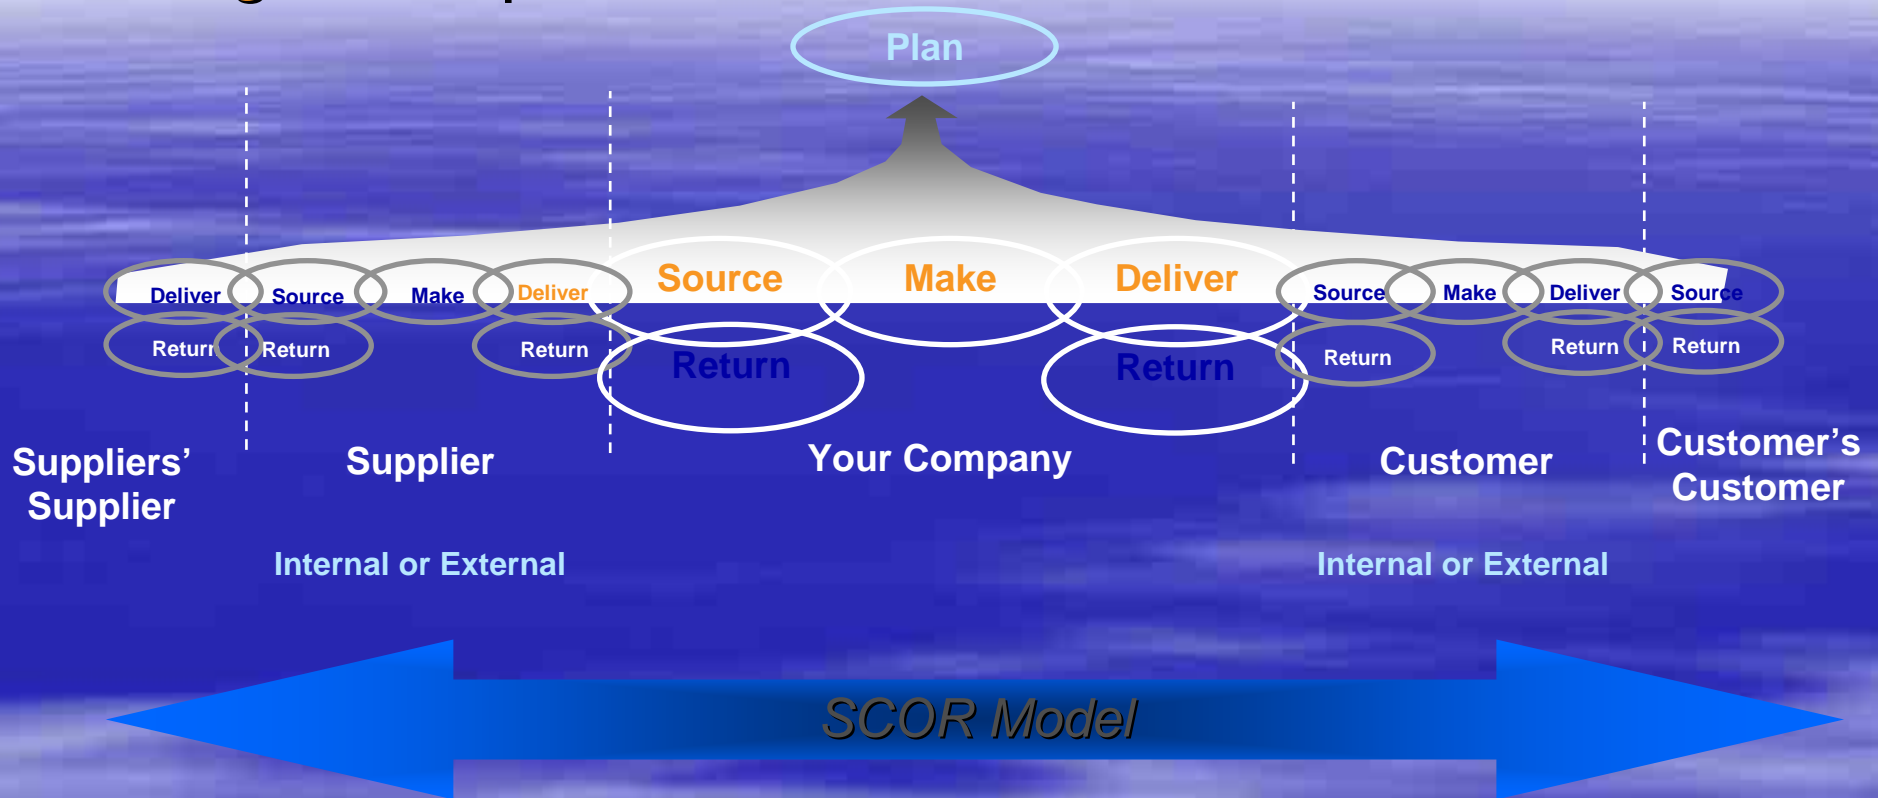 Plan
Source Make Deliver
Deliver Source Make Deliver Source Make Deliver Source
Return Return Return Return Return Return Return Return
Suppliers’
Supplier
Supplier
Your Company
Customer
Customer’s
Customer
Internal or External
Internal or External
SCOR Model